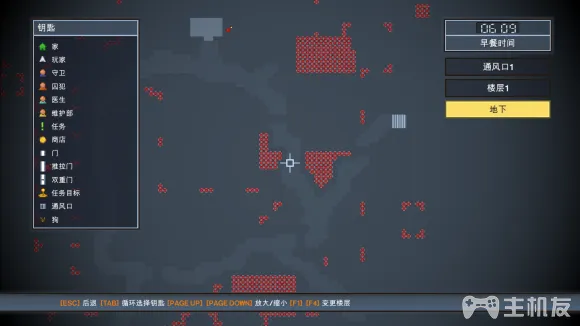 钥匙
家
玩家
守卫
囚犯
医生
维护部
任务
商店
门
推拉门
双重门
任务目标
通风口
狗
06:09
早餐时间
通风口1
楼层1
地下
[ESC] 后退 [TAB] 循环选择钥匙 [PAGE UP] [PAGE DOWN] 放大/缩小 [F1] [F4] 变更楼层
主机友